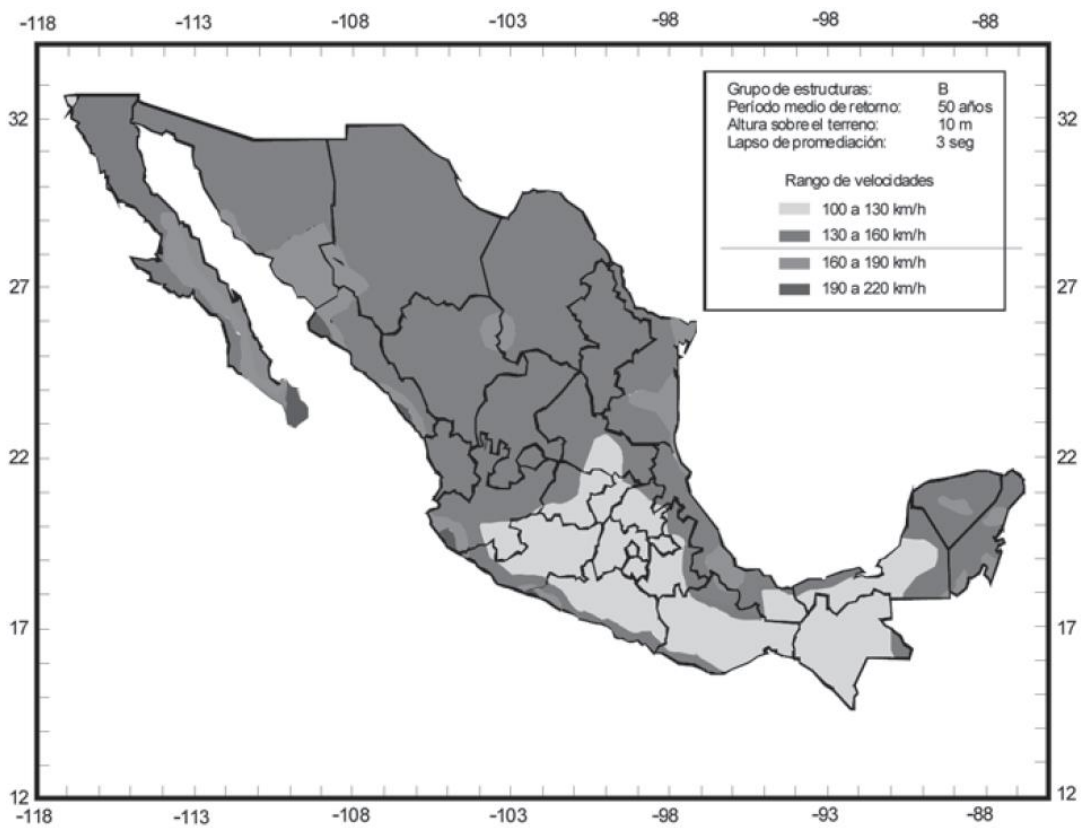 -118 -113 -108 -103 -98 -98 -88
Grupo de estructuras: B
Período medio de retorno: 50 años
Altura sobre el terreno: 10 m
Lapso de promediación: 3 seg
Rango de velocidades
100 a 130 km/h
130 a 160 km/h
160 a 190 km/h
190 a 220 km/h
32 32
27 27
22 22
17 17
12 12
-118 -113 -108 -103 -98 -93 -88